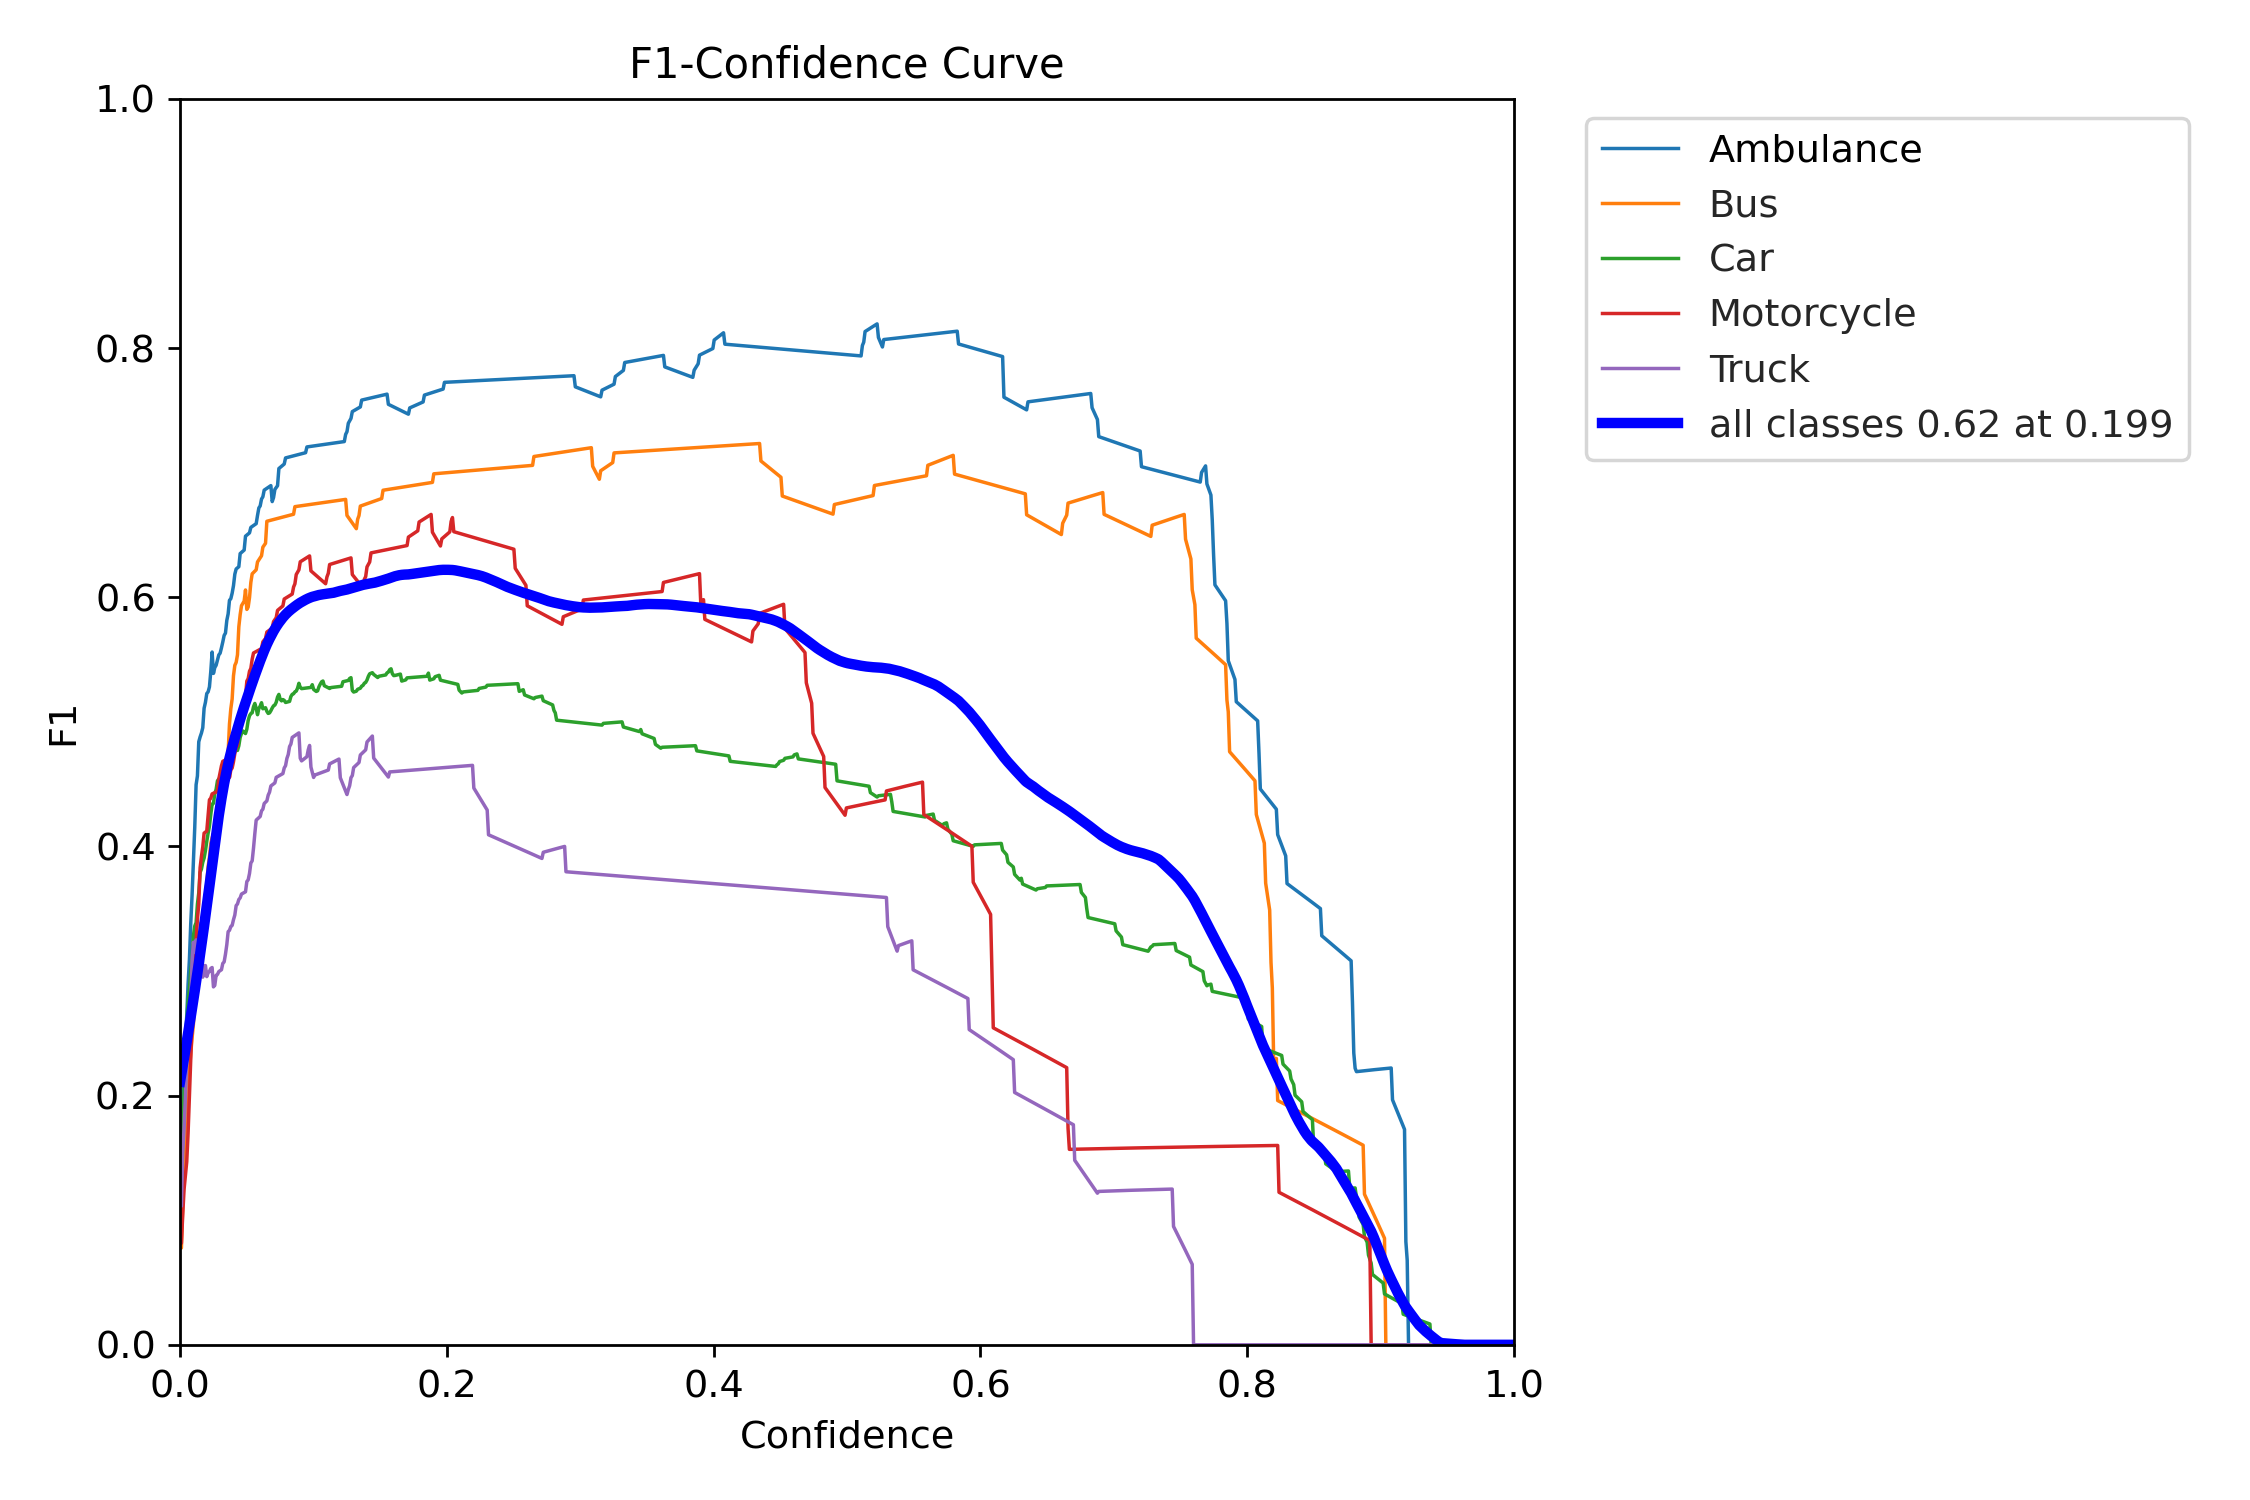 F1-Confidence Curve
1.0
0.8
0.6
0.4
0.2
0.0
F1
0.0 0.2 0.4 0.6 0.8 1.0
Confidence
Ambulance
Bus
Car
Motorcycle
Truck
all classes 0.62 at 0.199